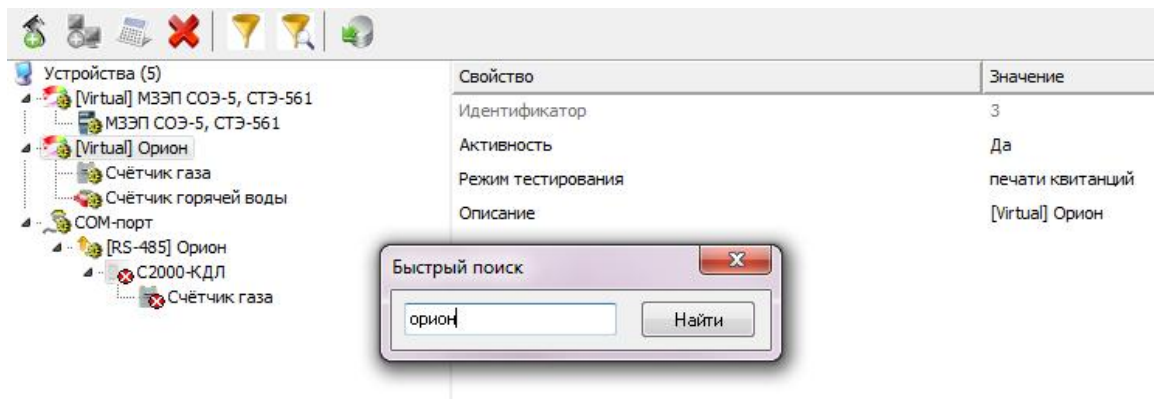 Устройства (5)
[Virtual] МЗЭП СОЭ-5, СТЭ-561
МЗЭП СОЭ-5, СТЭ-561
[Virtual] Орион
Счётчик газа
Счётчик горячей воды
COM-порт
[RS-485] Орион
С2000-КДЛ
Счётчик газа
Свойство Значение
Идентификатор 3
Активность Да
Режим тестирования печати квитанций
Описание [Virtual] Орион
Быстрый поиск
орион Найти